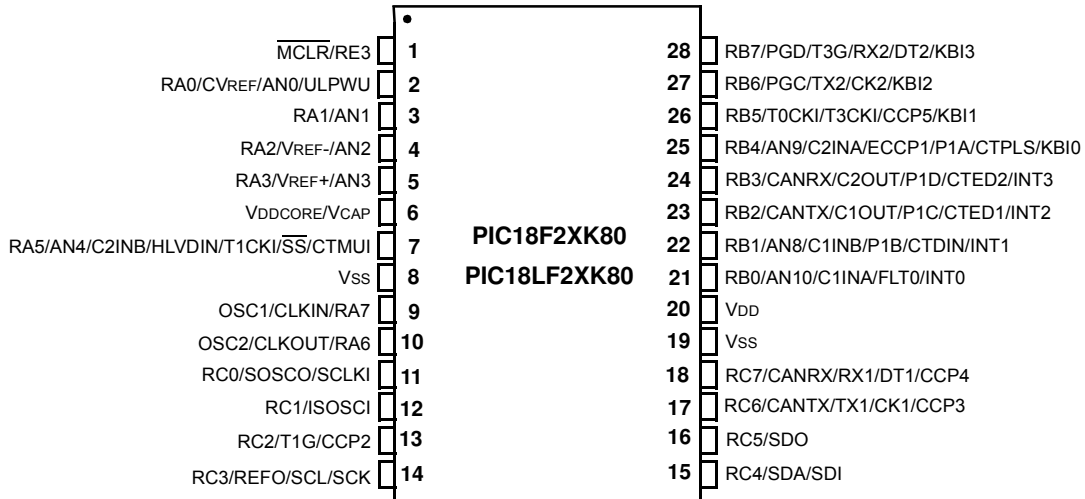 MCLR/RE3 1 28 RB7/PGD/T3G/RX2/DT2/KBI3
RA0/CVREF/AN0/ULPWU 2 27 RB6/PGC/TX2/CK2/KBI2
RA1/AN1 3 26 RB5/T0CKI/T3CKI/CCP5/KBI1
RA2/VREF-/AN2 4 25 RB4/AN9/C2INA/ECCP1/P1A/CTPLS/KBI0
RA3/VREF+/AN3 5 24 RB3/CANRX/C2OUT/P1D/CTED2/INT3
VDDCORE/VCAP 6 23 RB2/CANTX/C1OUT/P1C/CTED1/INT2
PIC18F2XK80
RA5/AN4/C2INB/HLVDIN/T1CKI/SS/CTMUI 7 22 RB1/AN8/C1INB/P1B/CTDIN/INT1
VSS 8 PIC18LF2XK80 21 RB0/AN10/C1INA/FLT0/INT0
OSC1/CLKIN/RA7 9 20 VDD
OSC2/CLKOUT/RA6 10 19 VSS
RC0/SOSCO/SCLKI 11 18 RC7/CANRX/RX1/DT1/CCP4
RC1/ISOSCI 12 17 RC6/CANTX/TX1/CK1/CCP3
RC2/T1G/CCP2 13 16 RC5/SDO
RC3/REFO/SCL/SCK 14 15 RC4/SDA/SDI